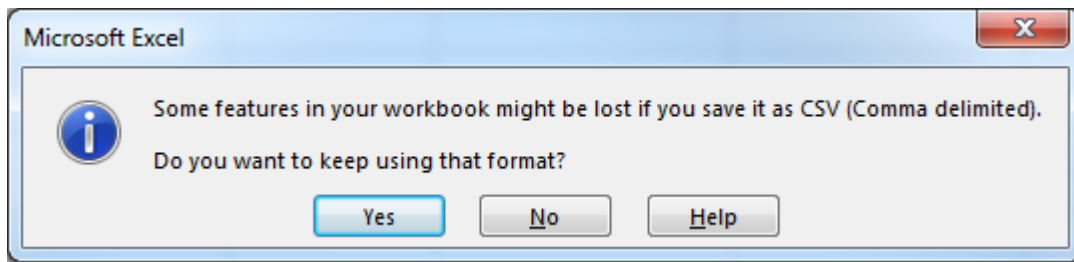 Microsoft Excel
Some features in your workbook might be lost if you save it as CSV (Comma delimited).
Do you want to keep using that format?
Yes No Help